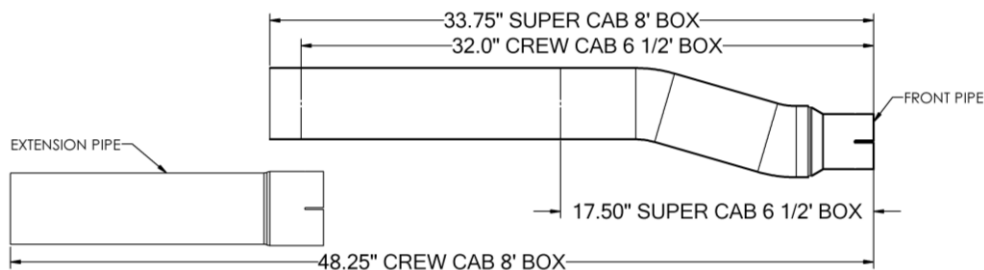 33.75" SUPER CAB 8' BOX
32.0" CREW CAB 6 1/2' BOX
FRONT PIPE
EXTENSION PIPE
17.50" SUPER CAB 6 1/2' BOX
48.25" CREW CAB 8' BOX